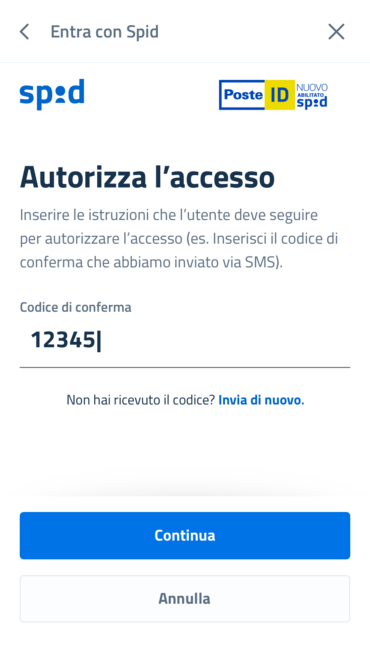 Entra con Spid
spid
Poste ID NUOVO
ABILITATO
spid
Autorizza l’accesso
Inserire le istruzioni che l’utente deve seguire
per autorizzare l’accesso (es. Inserisci il codice di
conferma che abbiamo inviato via SMS).
Codice di conferma
12345
Non hai ricevuto il codice? Invia di nuovo.
Continua
Annulla